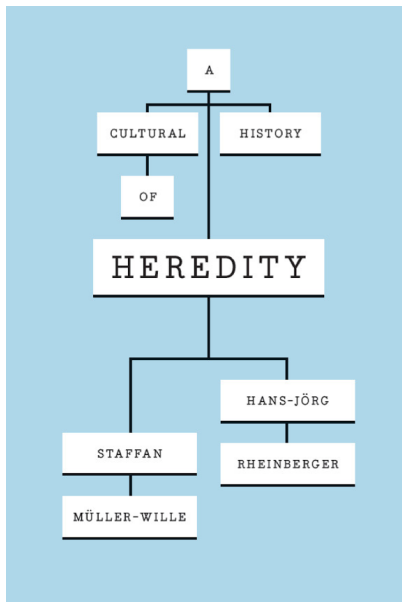 A
CULTURAL HISTORY
OF
HEREDITY
HANS-JÖRG
RHEINBERGER
STAFFAN
MÜLLER-WILLE